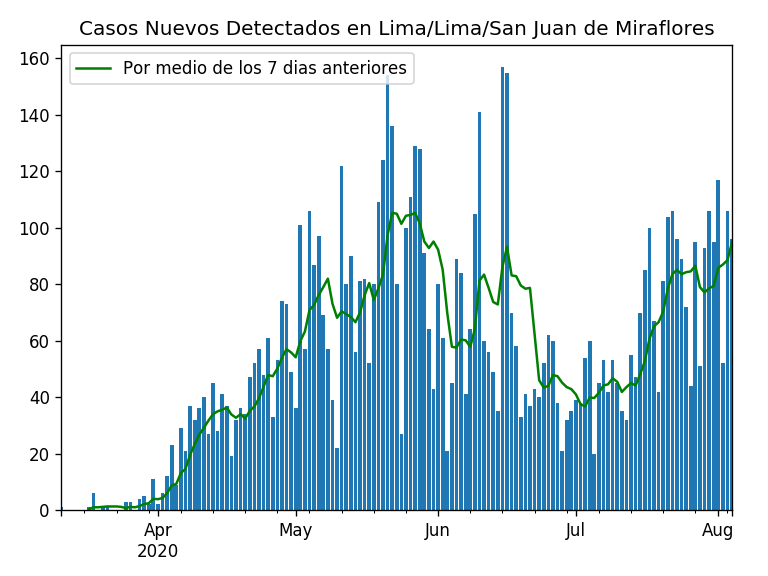 Casos Nuevos Detectados en Lima/Lima/San Juan de Miraflores
Por medio de los 7 dias anteriores
160
140
120
100
80
60
40
20
0
Apr
2020
May
Jun
Jul
Aug